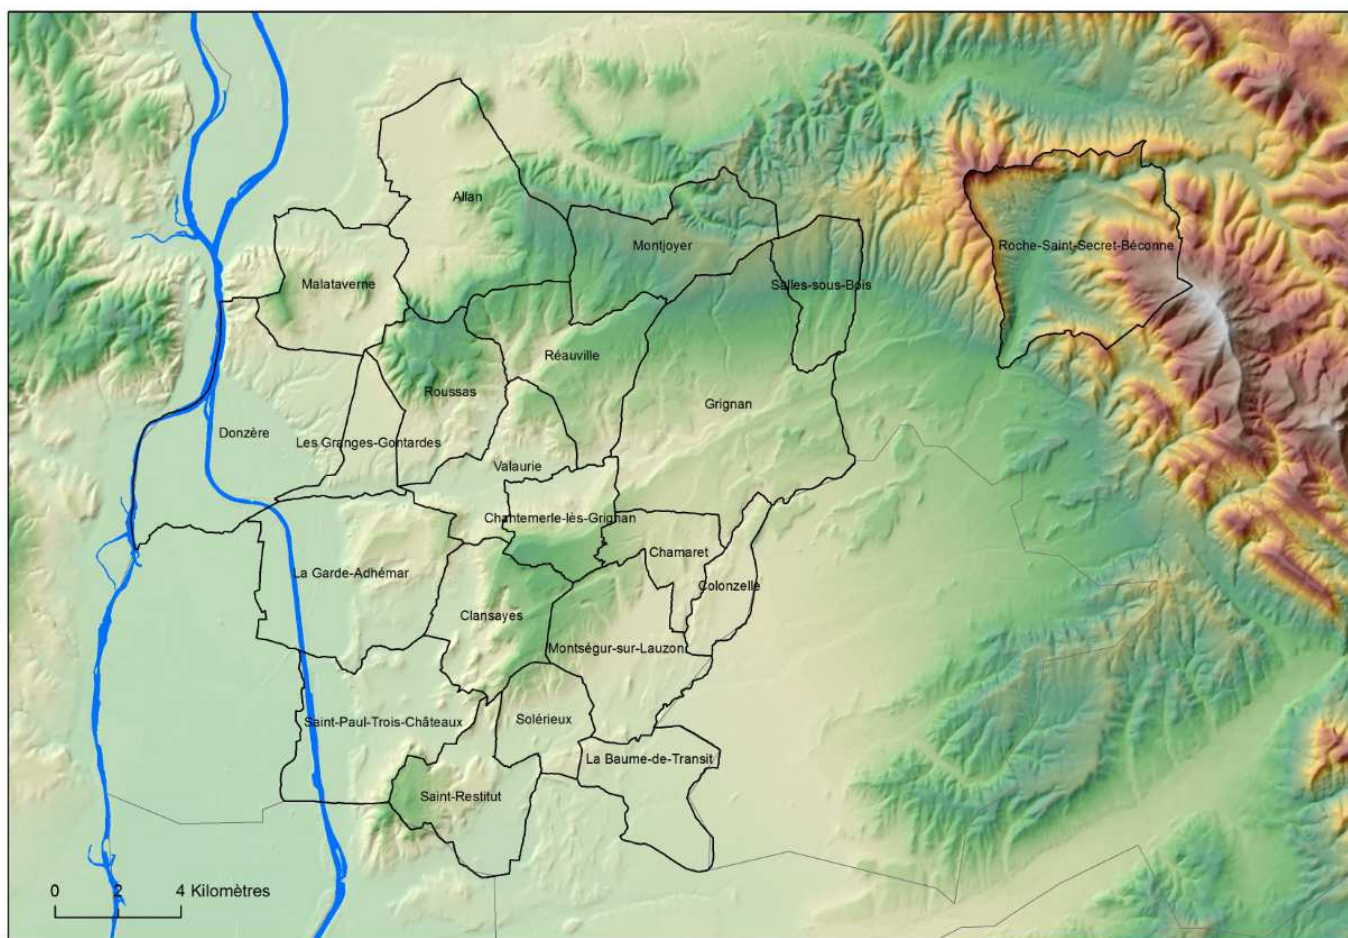 Allan
Montjoyer
Roche-Saint-Secret-Béconne
Malataverne
Salles-sous-Bois
Réauville
Roussas
Grignan
Donzère
Les Granges-Gontardes
Valaurie
Chantemerle-lès-Grignan
Chamaret
La Garde-Adhémar
Colonzelle
Clansayes
Montségur-sur-Lauzon
Saint-Paul-Trois-Châteaux
Solérieux
La Baume-de-Transit
Saint-Restitut
0 2 4 Kilomètres